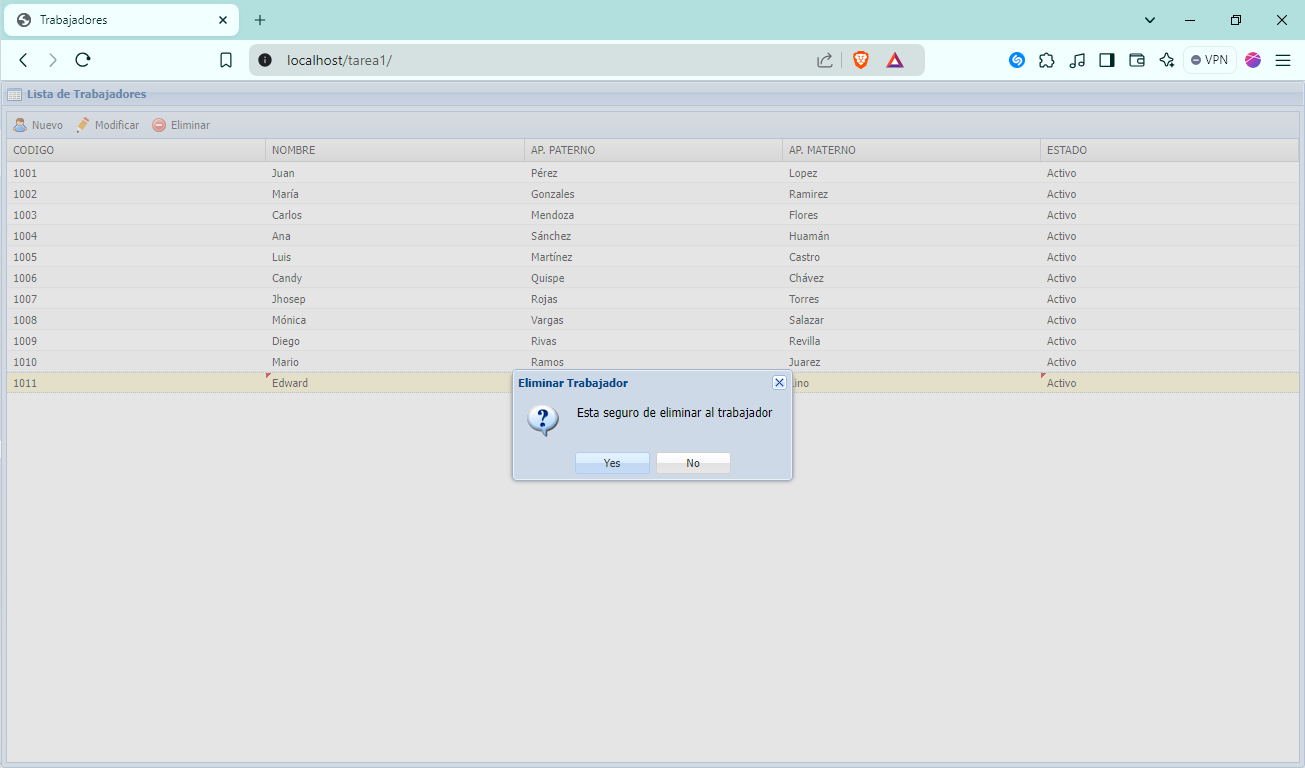 Trabajadores
localhost/tarea1/
VPN
Lista de Trabajadores
Nuevo Modificar Eliminar
CODIGO NOMBRE AP. PATERNO AP. MATERNO ESTADO
1001 Juan Pérez Lopez Activo
1002 María Gonzales Ramirez Activo
1003 Carlos Mendoza Flores Activo
1004 Ana Sánchez Huamán Activo
1005 Luis Martínez Castro Activo
1006 Candy Quispe Chávez Activo
1007 Jhosep Rojas Torres Activo
1008 Mónica Vargas Salazar Activo
1009 Diego Rivas Revilla Activo
1010 Mario Ramos Juarez Activo
1011 Edward Activo
Eliminar Trabajador
Esta seguro de eliminar al trabajador
Yes No